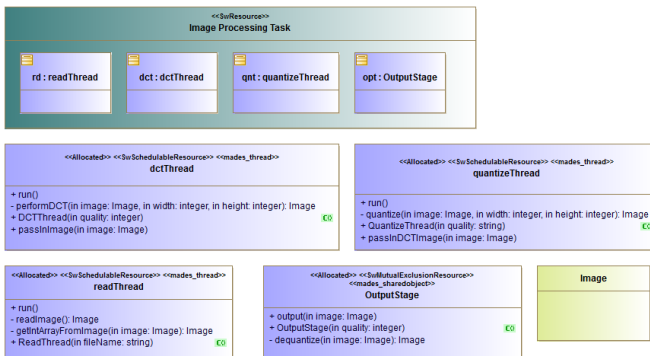 <<SwResource>>
Image Processing Task
rd : readThread
dct : dctThread
qnt : quantizeThread
opt : OutputStage
<<Allocated>> <<SwSchedulableResource>> <<mades_thread>>
dctThread
+ run()
- performDCT(in image: Image, in width: integer, in height: integer): Image
+ DCTThread(in quality: integer)
+ passInImage(in image: Image)
<<Allocated>> <<SwSchedulableResource>> <<mades_thread>>
quantizeThread
+ run()
- quantize(in image: Image, in width: integer, in height: integer): Image
+ QuantizeThread(in quality: string)
+ passInDCTImage(in image: Image)
<<Allocated>> <<SwSchedulableResource>> <<mades_thread>>
readThread
+ run()
- readImage(): Image
- getIntArrayFromImage(in image: Image): Image
+ ReadThread(in fileName: string)
<<Allocated>> <<SwMutualExclusionResource>>
<<mades_sharedobject>>
OutputStage
+ output(in image: Image)
+ OutputStage(in quality: integer)
- dequantize(in image: Image): Image
Image